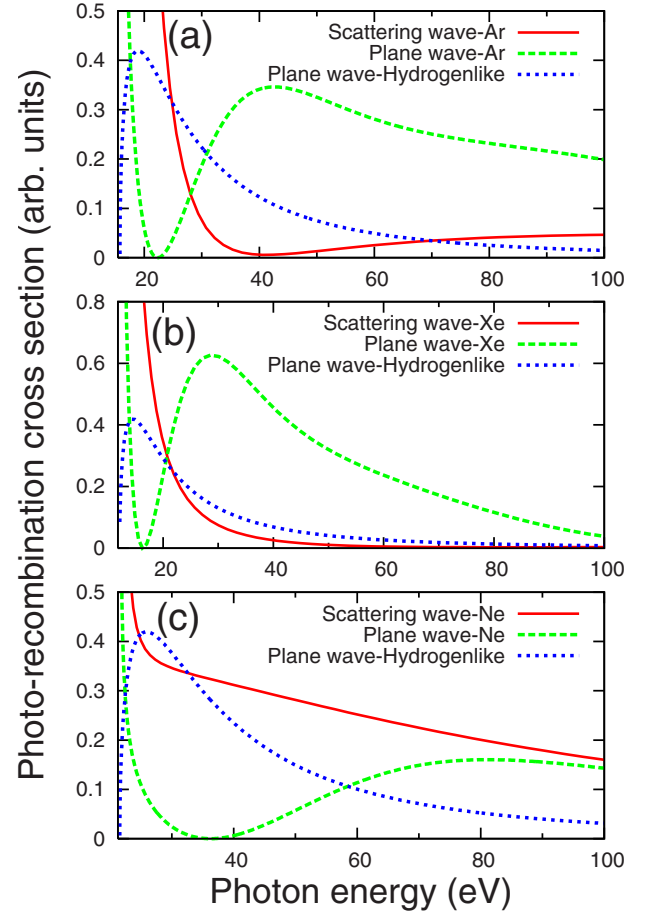 Photo-recombination cross section (arb. units)
(a)
Scattering wave-Ar
Plane wave-Ar
Plane wave-Hydrogenlike
0.5
0.4
0.3
0.2
0.1
0
20 40 60 80 100
(b)
Scattering wave-Xe
Plane wave-Xe
Plane wave-Hydrogenlike
0.8
0.6
0.4
0.2
0
20 40 60 80 100
(c)
Scattering wave-Ne
Plane wave-Ne
Plane wave-Hydrogenlike
0.5
0.4
0.3
0.2
0.1
0
40 60 80 100
Photon energy (eV)